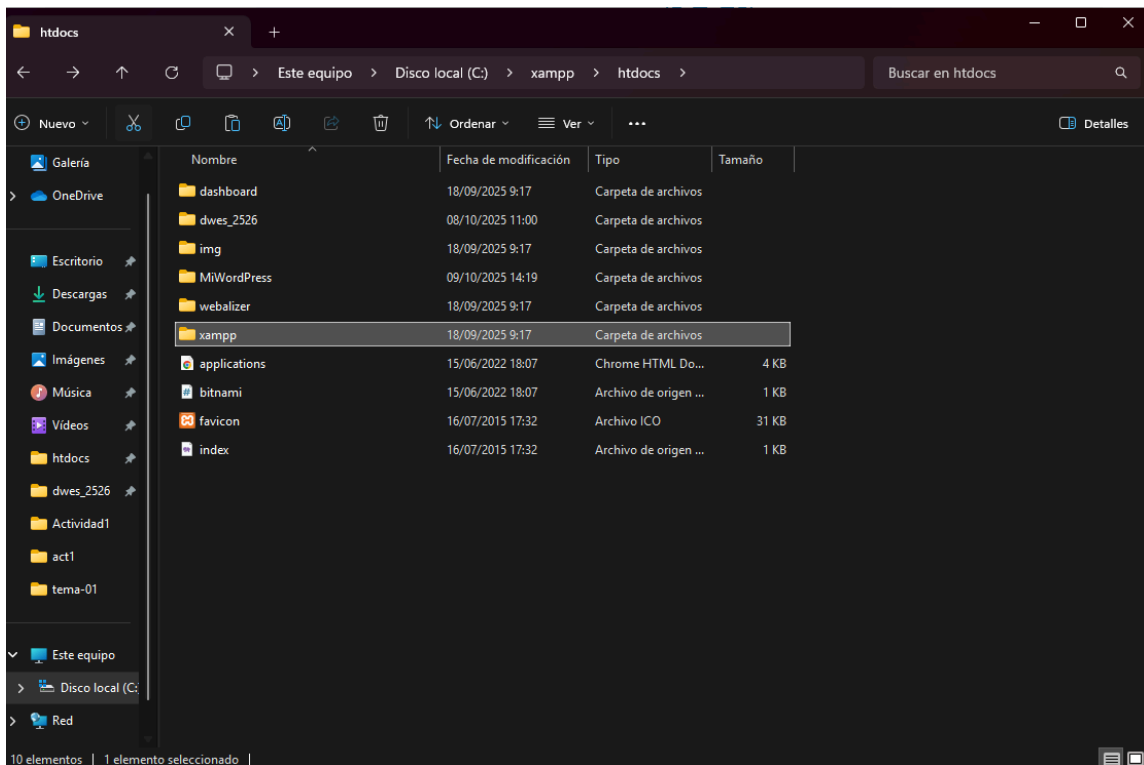 htdocs
Este equipo > Disco local (C:) > xampp > htdocs >
Buscar en htdocs
Nuevo
Ordenar
Ver
Detalles
Galería
OneDrive
Escritorio
Descargas
Documentos
Imágenes
Música
Vídeos
htdocs
dwes_2526
Actividad1
act1
tema-01
Este equipo
Disco local (C:
Red
Nombre Fecha de modificación Tipo Tamaño
dashboard 18/09/2025 9:17 Carpeta de archivos
dwes_2526 08/10/2025 11:00 Carpeta de archivos
img 18/09/2025 9:17 Carpeta de archivos
MiWordPress 09/10/2025 14:19 Carpeta de archivos
webalizer 18/09/2025 9:17 Carpeta de archivos
xampp 18/09/2025 9:17 Carpeta de archivos
applications 15/06/2022 18:07 Chrome HTML Do... 4 KB
bitnami 15/06/2022 18:07 Archivo de origen ... 1 KB
favicon 16/07/2015 17:32 Archivo ICO 31 KB
index 16/07/2015 17:32 Archivo de origen ... 1 KB
10 elementos | 1 elemento seleccionado |